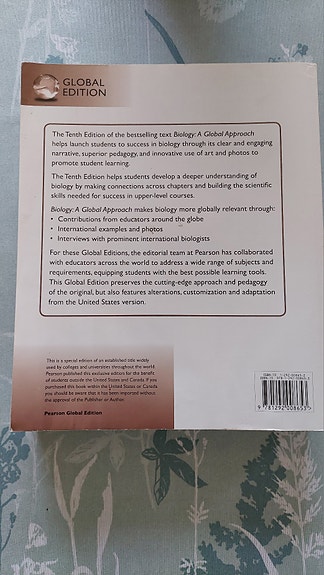 GLOBAL
EDITION
The Tenth Edition of the bestselling text Biology: A Global Approach
helps launch students to success in biology through its clear and engaging
narrative, superior pedagogy, and innovative use of art and photos to
promote student learning.
The Tenth Edition helps students develop a deeper understanding of
biology by making connections across chapters and building the scientific
skills needed for success in upper-level courses.
Biology: A Global Approach makes biology more globally relevant through:
• Contributions from educators around the globe
• International examples and photos
• Interviews with prominent international biologists
For these Global Editions, the editorial team at Pearson has collaborated
with educators across the world to address a wide range of subjects and
requirements, equipping students with the best possible learning tools.
This Global Edition preserves the cutting-edge approach and pedagogy
of the original, but also features alterations, customization and adaptation
from the United States version.
This is a special edition of an established title widely
used by colleges and universities throughout the world.
Pearson published this exclusive edition for the benefit
of students outside the United States and Canada. If you
purchased this book within the United States or Canada
you should be aware that it has been imported without
the approval of the Publisher or Author.
Pearson Global Edition
9 781292 008653